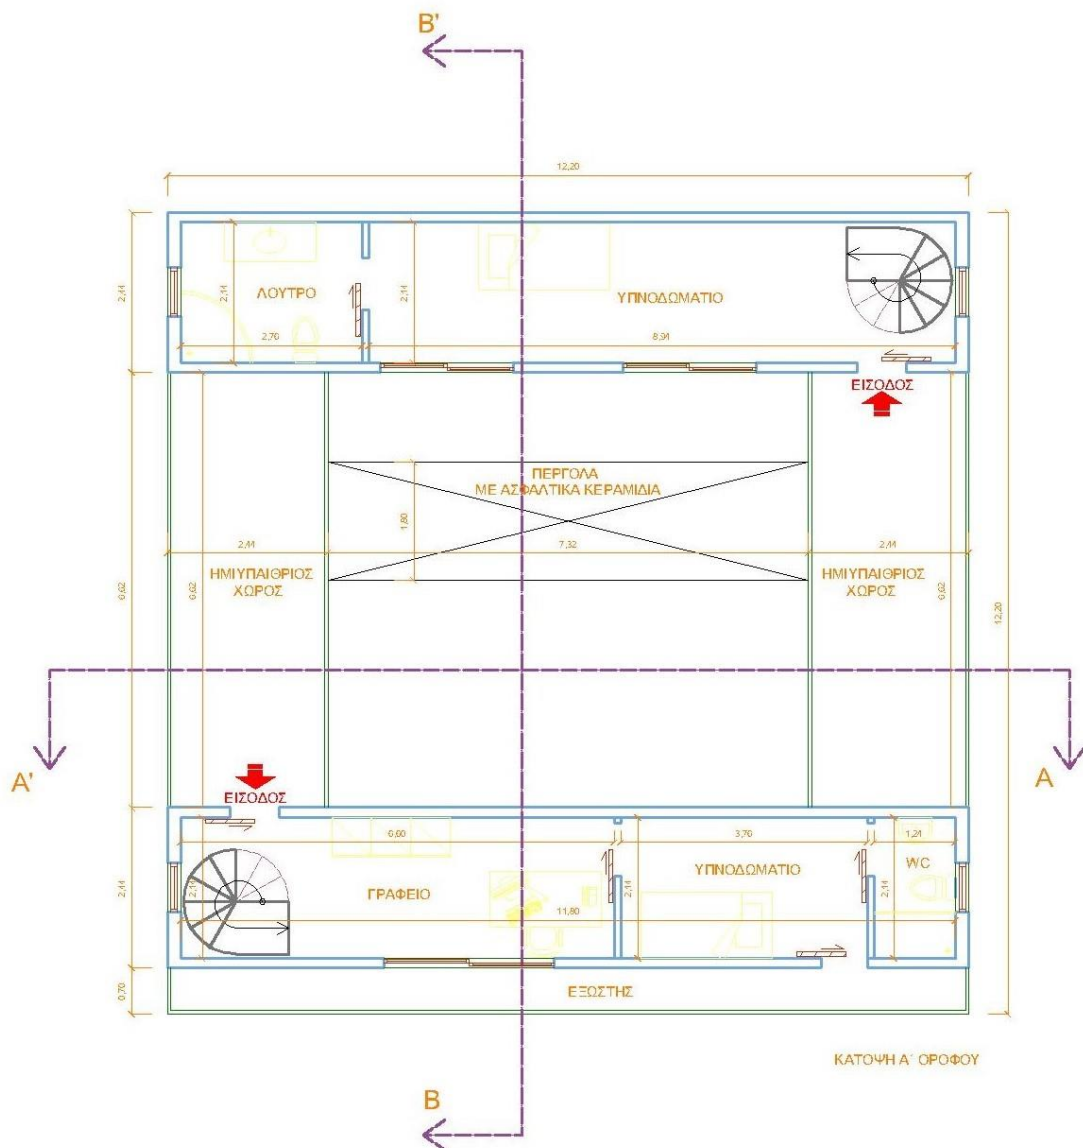 B'
12,20
2,44
2,14
ΛΟΥΤΡΟ
2,14
ΥΠΝΟΔΩΜΑΤΙΟ
2,70
8,94
ΕΙΣΟΔΟΣ
ΠΕΡΓΟΛΑ
ΜΕ ΑΣΦΑΛΤΙΚΑ ΚΕΡΑΜΙΔΙΑ
1,80
2,44
7,32
2,44
ΗΜΙΥΠΑΙΘΡΙΟΣ
ΧΩΡΟΣ
ΗΜΙΥΠΑΙΘΡΙΟΣ
ΧΩΡΟΣ
6,62
6,62
6,62
12,20
A'
A
ΕΙΣΟΔΟΣ
6,60
3,76
1,24
2,44
2,14
ΓΡΑΦΕΙΟ
ΥΠΝΟΔΩΜΑΤΙΟ
WC
2,14
2,14
11,80
0,70
ΕΞΩΣΤΗΣ
ΚΑΤΟΨΗ Α΄ ΟΡΟΦΟΥ
B